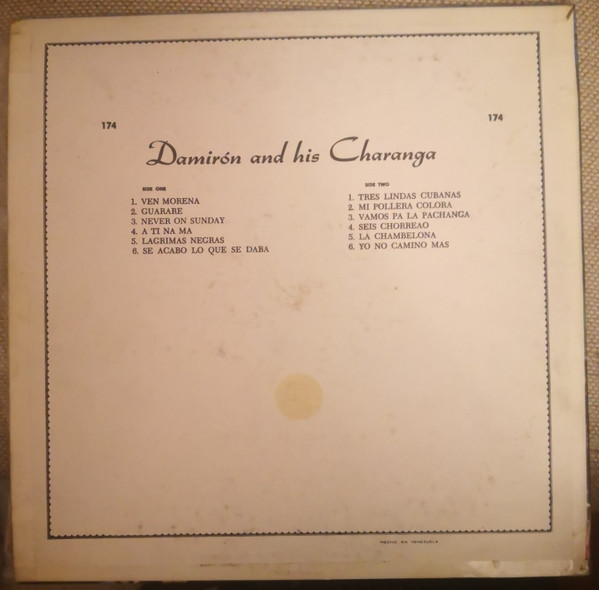 174
174
Damirón and his Charanga
SIDE ONE
1. VEN MORENA
2. GUARARE
3. NEVER ON SUNDAY
4. A TI NA MA
5. LAGRIMAS NEGRAS
6. SE ACABO LO QUE SE DABA
SIDE TWO
1. TRES LINDAS CUBANAS
2. MI POLLERA COLORA
3. VAMOS PA LA PACHANGA
4. SEIS CHORREAO
5. LA CHAMBELONA
6. YO NO CAMINO MAS
HECHO EN VENEZUELA